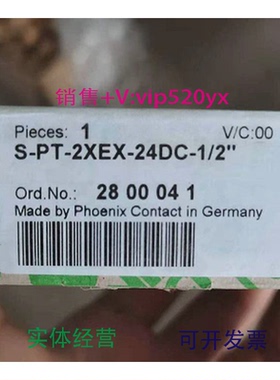 销售+V:vip520yx
Pieces: 1 V/C:00
S-PT-2XEX-24DC-1/2"
Ord.No.: 28 00 04 1
Made by Phoenix Contact in Germany
实体经营 可开发票